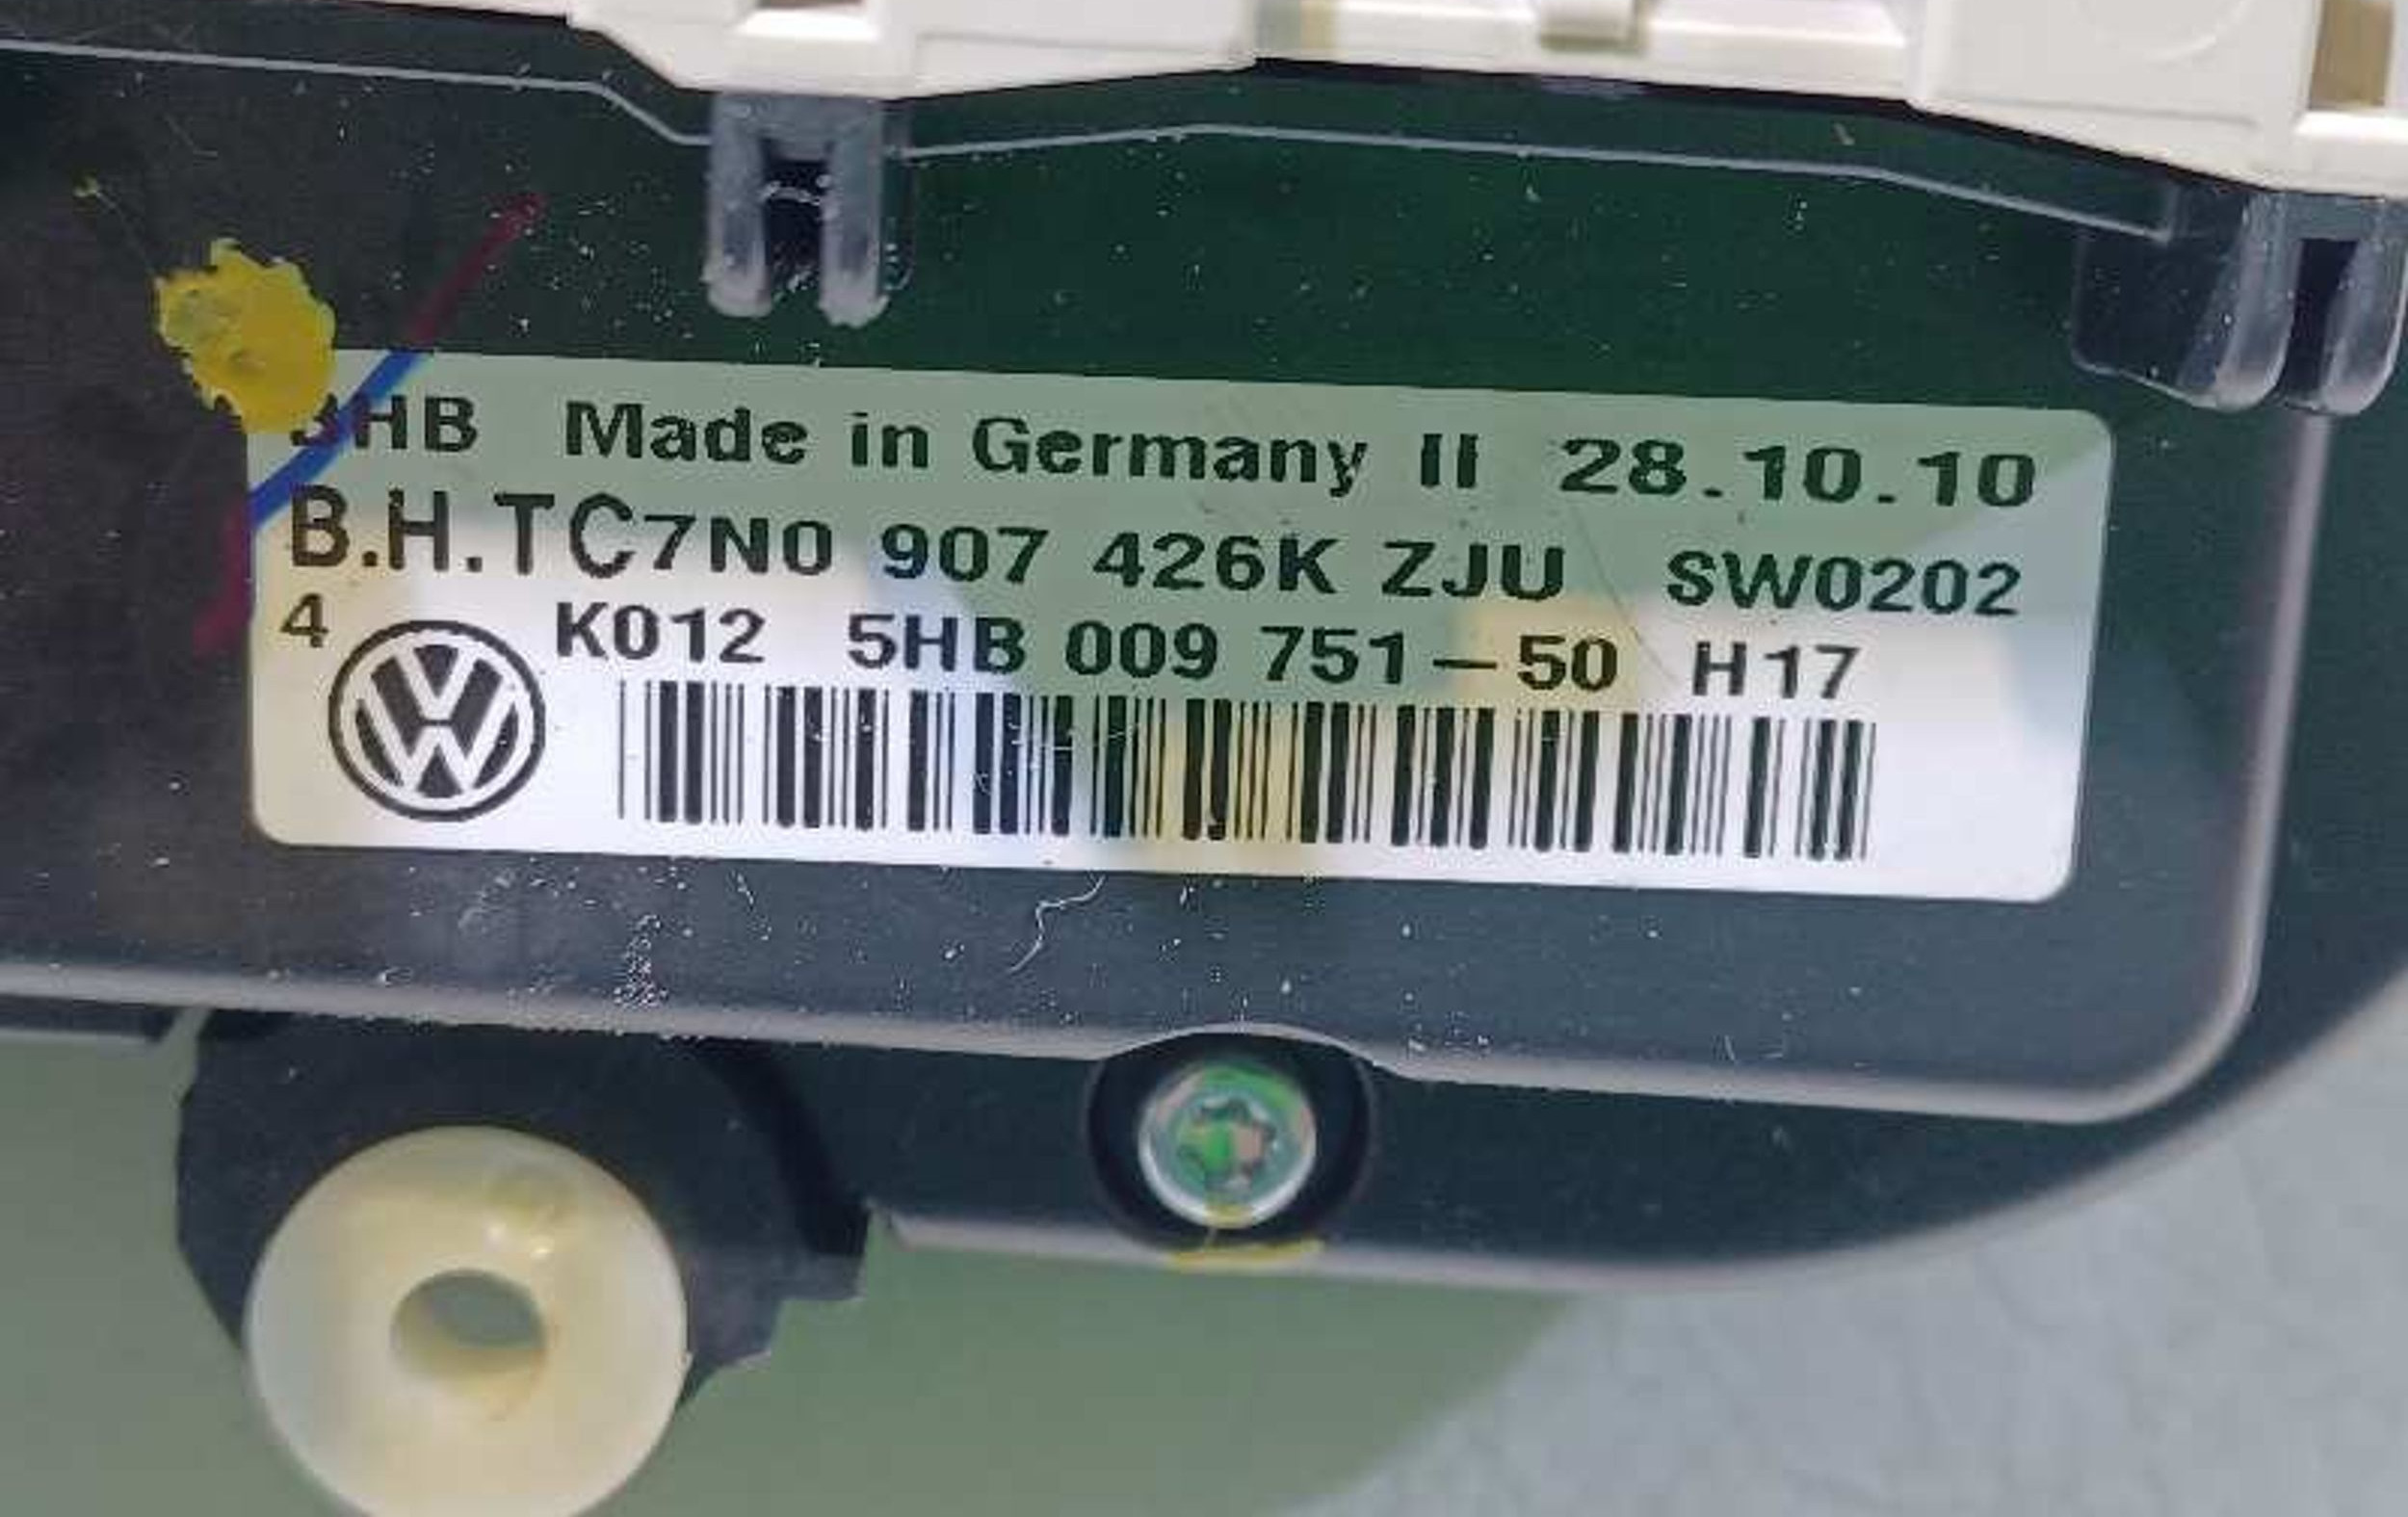 HB Made in Germany II 28.10.10
B.H.TC7N0 907 426K ZJU SW0202
4 K012 5HB 009 751-50 H17